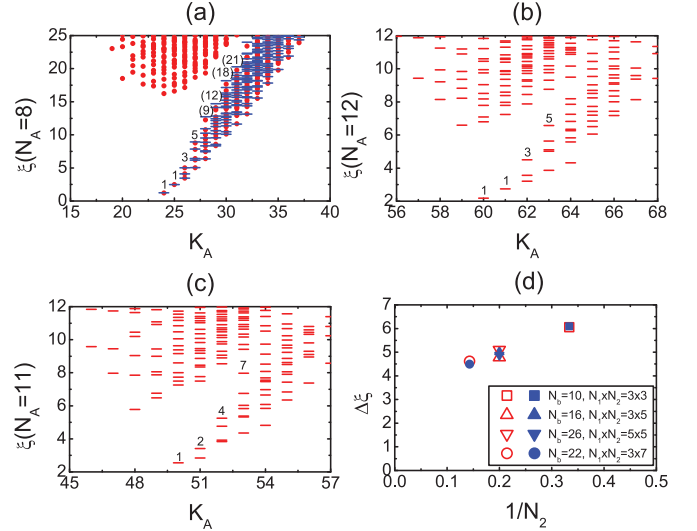 (a)
ξ(N_A=8)
25
20
15
10
5
0
(21)
(18)
(12)
(9)
5
3
1
1
15 20 25 30 35 40
K_A
(b)
ξ(N_A=12)
12
10
8
6
4
2
5
3
1
1
56 58 60 62 64 66 68
K_A
(c)
ξ(N_A=11)
12
10
8
6
4
2
7
4
2
1
45 48 51 54 57
K_A
(d)
Δξ
7
6
5
4
3
2
1
0
N_b=10, N_1xN_2=3x3
N_b=16, N_1xN_2=3x5
N_b=26, N_1xN_2=5x5
N_b=22, N_1xN_2=3x7
0.0 0.1 0.2 0.3 0.4 0.5
1/N_2